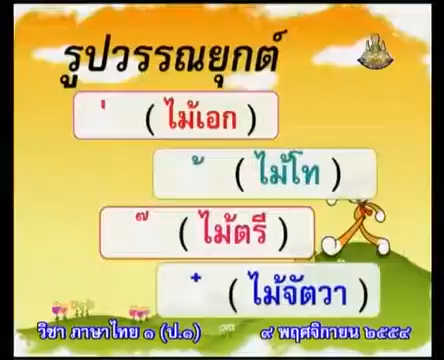 รูปวรรณยุกต์
่ ( ไม้เอก )
้ ( ไม้โท )
๊ ( ไม้ตรี )
๋ ( ไม้จัตวา )
วิชา ภาษาไทย ๑ (ป.๑) ๙ พฤศจิกายน ๒๕๕๔